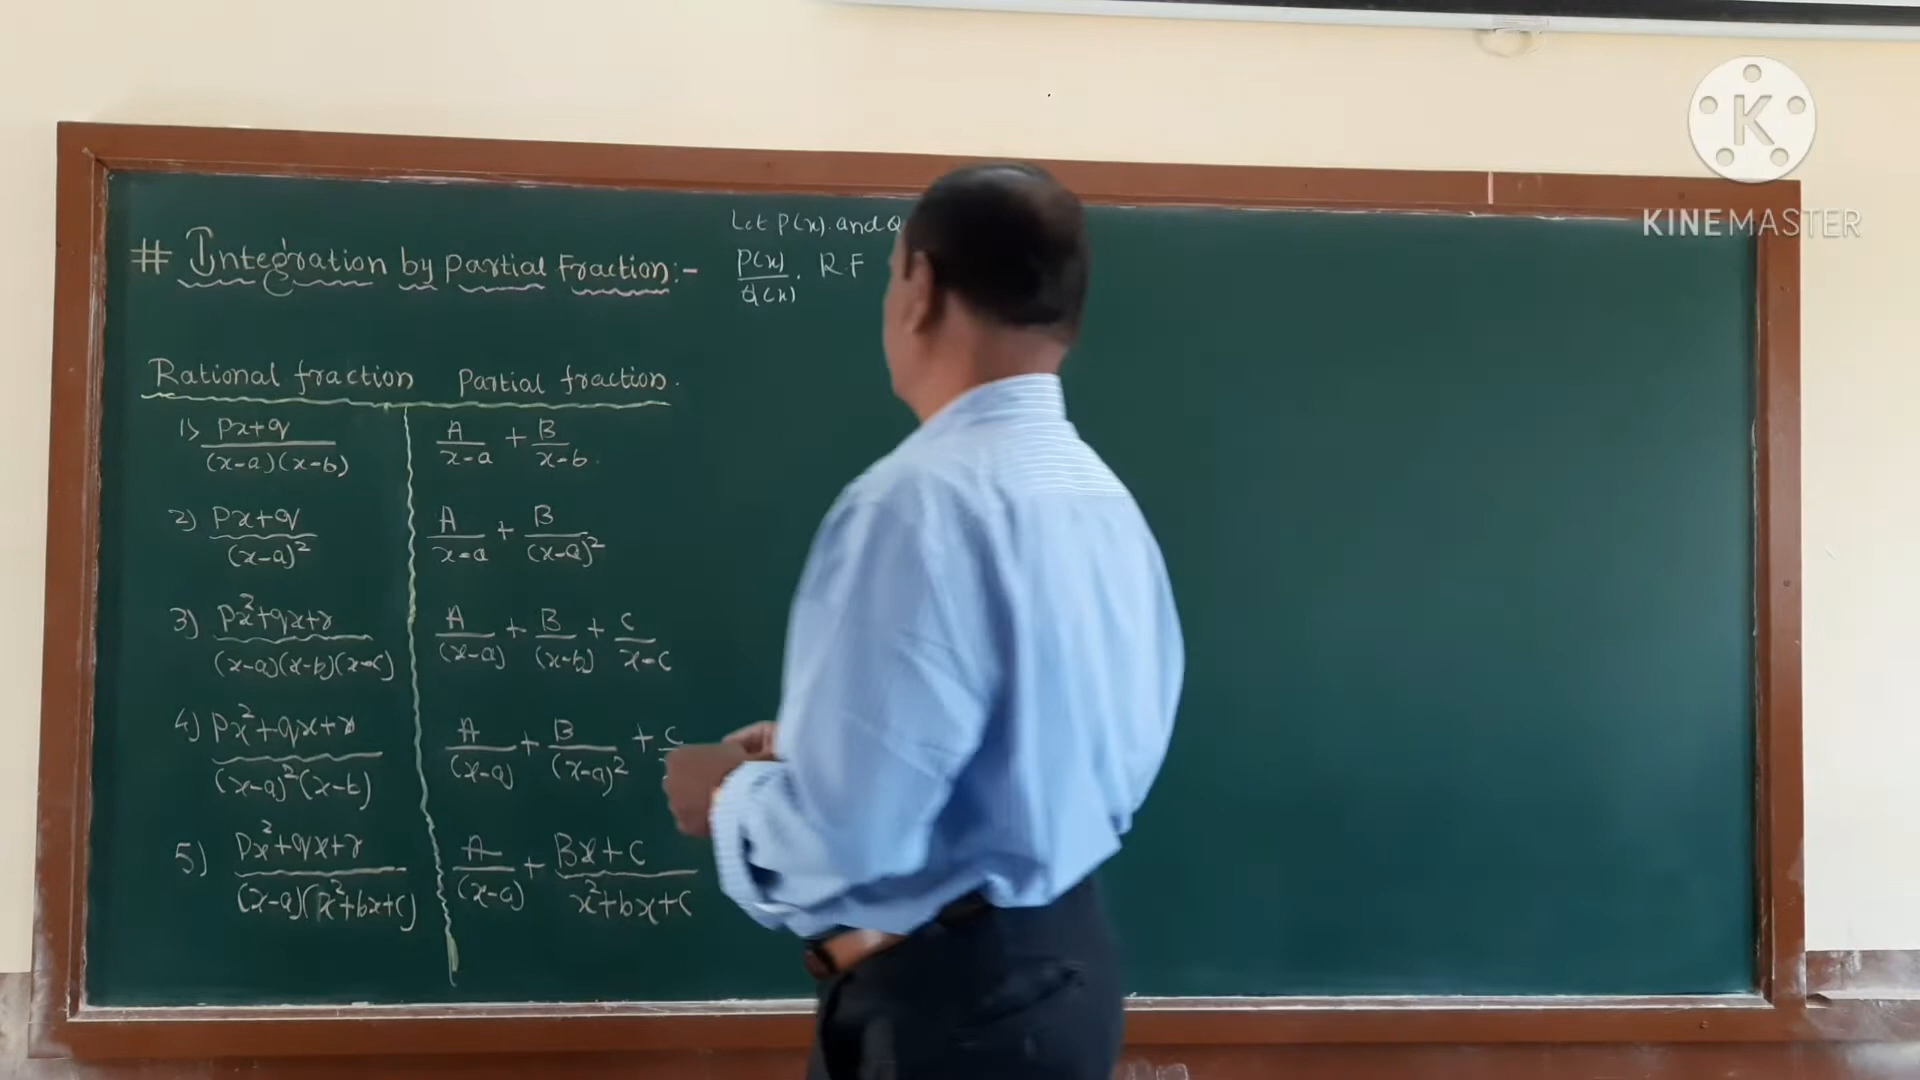 Let P(x). and Q
# Integration by Partial Fraction:-
P(x)/Q(x). R.F
Rational fraction Partial fraction.
1) Px+q/(x-a)(x-b) A/x-a + B/x-b.
2) Px+q/(x-a)² A/x-a + B/(x-a)²
3) Px²+qx+r/(x-a)(x-b)(x-c) A/(x-a) + B/(x-b) + C/x-c
4) Px²+qx+r/(x-a)²(x-b) A/(x-a) + B/(x-a)² + C
5) Px²+qx+r/(x-a)(x²+bx+c) A/(x-a) + Bx+C/x²+bx+c
K
KINEMASTER